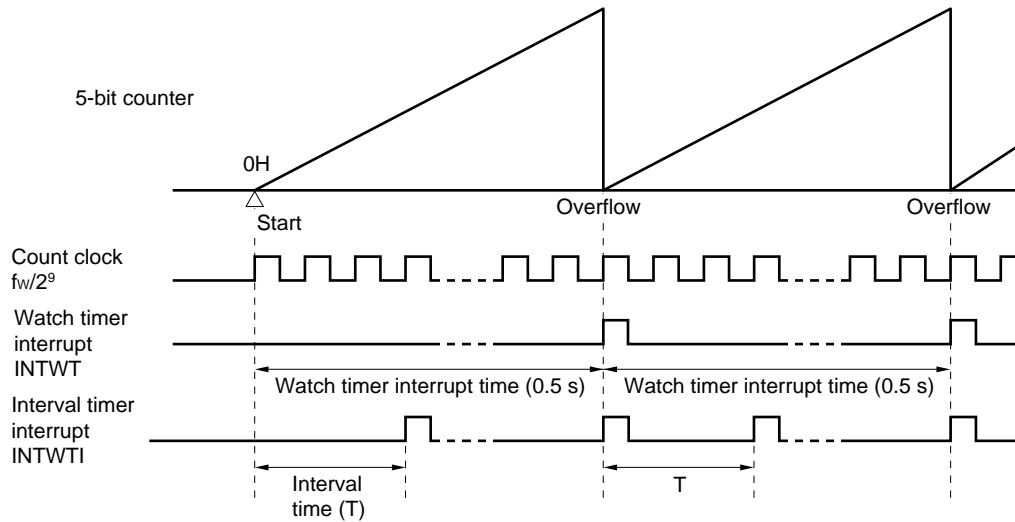 5-bit counter
0H
Start
Overflow
Overflow
Count clock
fw/2⁹
Watch timer
interrupt
INTWT
Watch timer interrupt time (0.5 s)
Watch timer interrupt time (0.5 s)
Interval timer
interrupt
INTWTI
Interval
time (T)
T